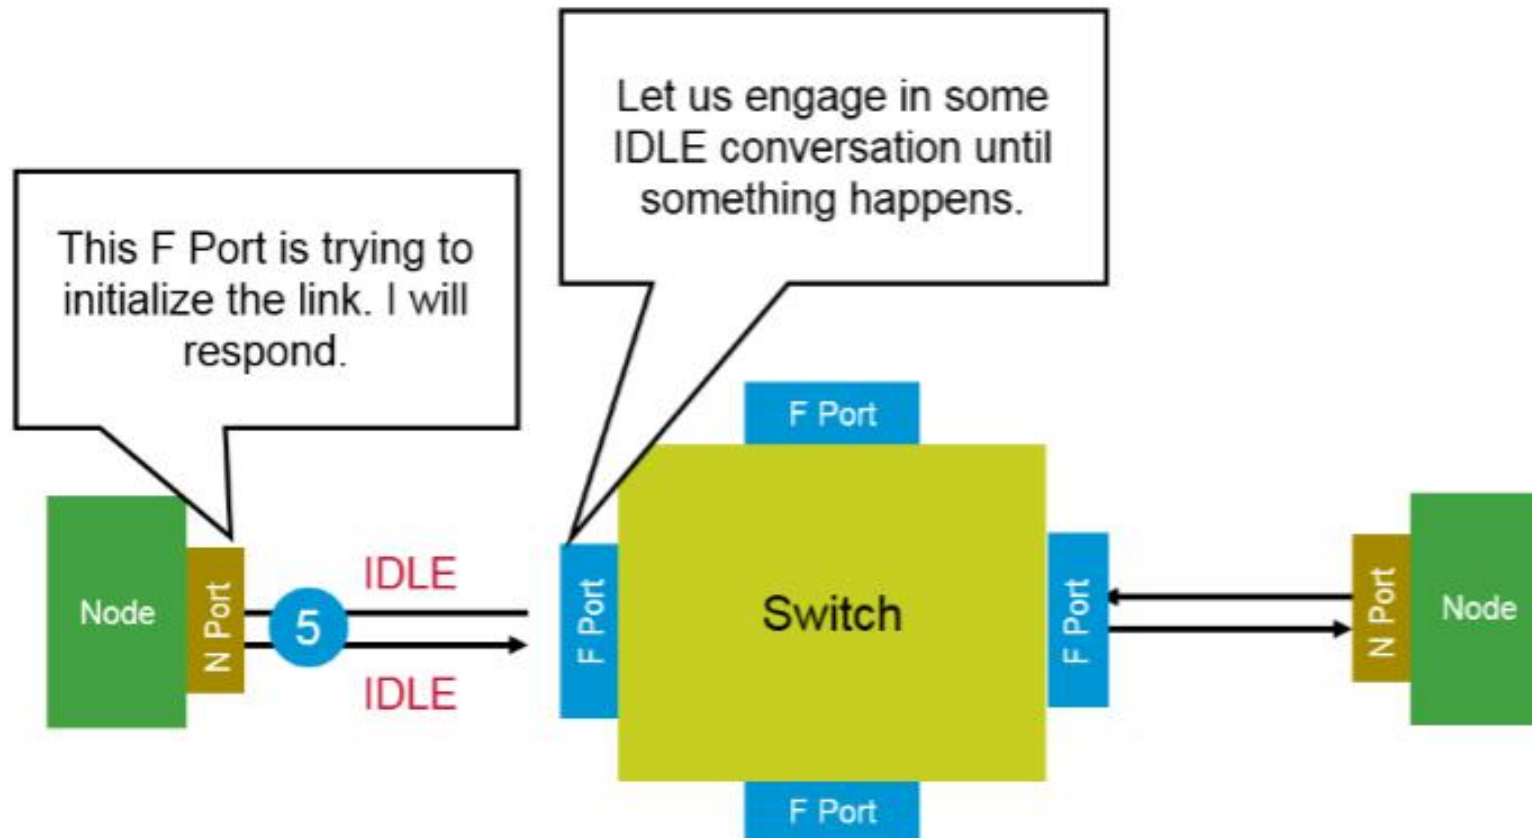 Let us engage in some
IDLE conversation until
something happens.
This F Port is trying to
initialize the link. I will
respond.
F Port
Node
N Port
IDLE
5
IDLE
F Port
Switch
F Port
N Port
Node
F Port